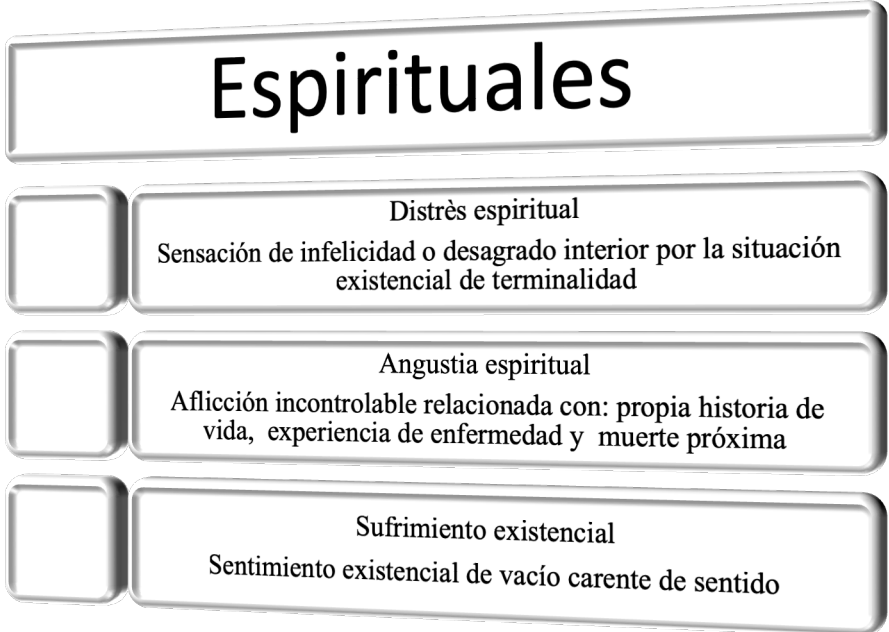 Espirituales
Distrès espiritual
Sensación de infelicidad o desagrado interior por la situación
existencial de terminalidad
Angustia espiritual
Aflicción incontrolable relacionada con: propia historia de
vida, experiencia de enfermedad y muerte próxima
Sufrimiento existencial
Sentimiento existencial de vacío carente de sentido